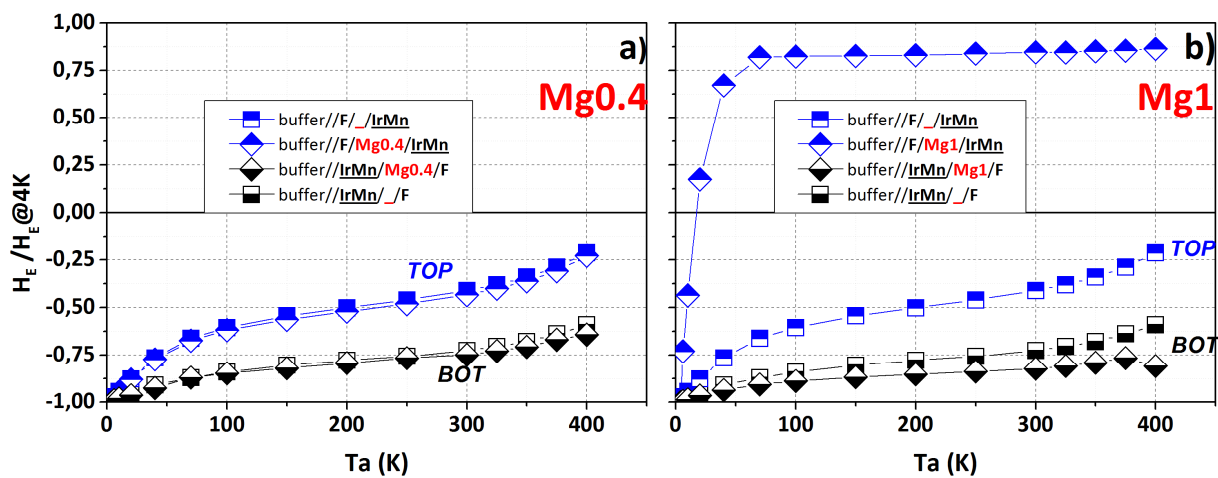 a)
Mg0.4
1,00
0,75
0,50
0,25
0,00
-0,25
-0,50
-0,75
-1,00
H_E /H_E@4K
buffer//F/_/IrMn
buffer//F/Mg0.4/IrMn
buffer//IrMn/Mg0.4/F
buffer//IrMn/_/F
TOP
BOT
0 100 200 300 400
Ta (K)
b)
Mg1
buffer//F/_/IrMn
buffer//F/Mg1/IrMn
buffer//IrMn/Mg1/F
buffer//IrMn/_/F
TOP
BOT
0 100 200 300 400
Ta (K)